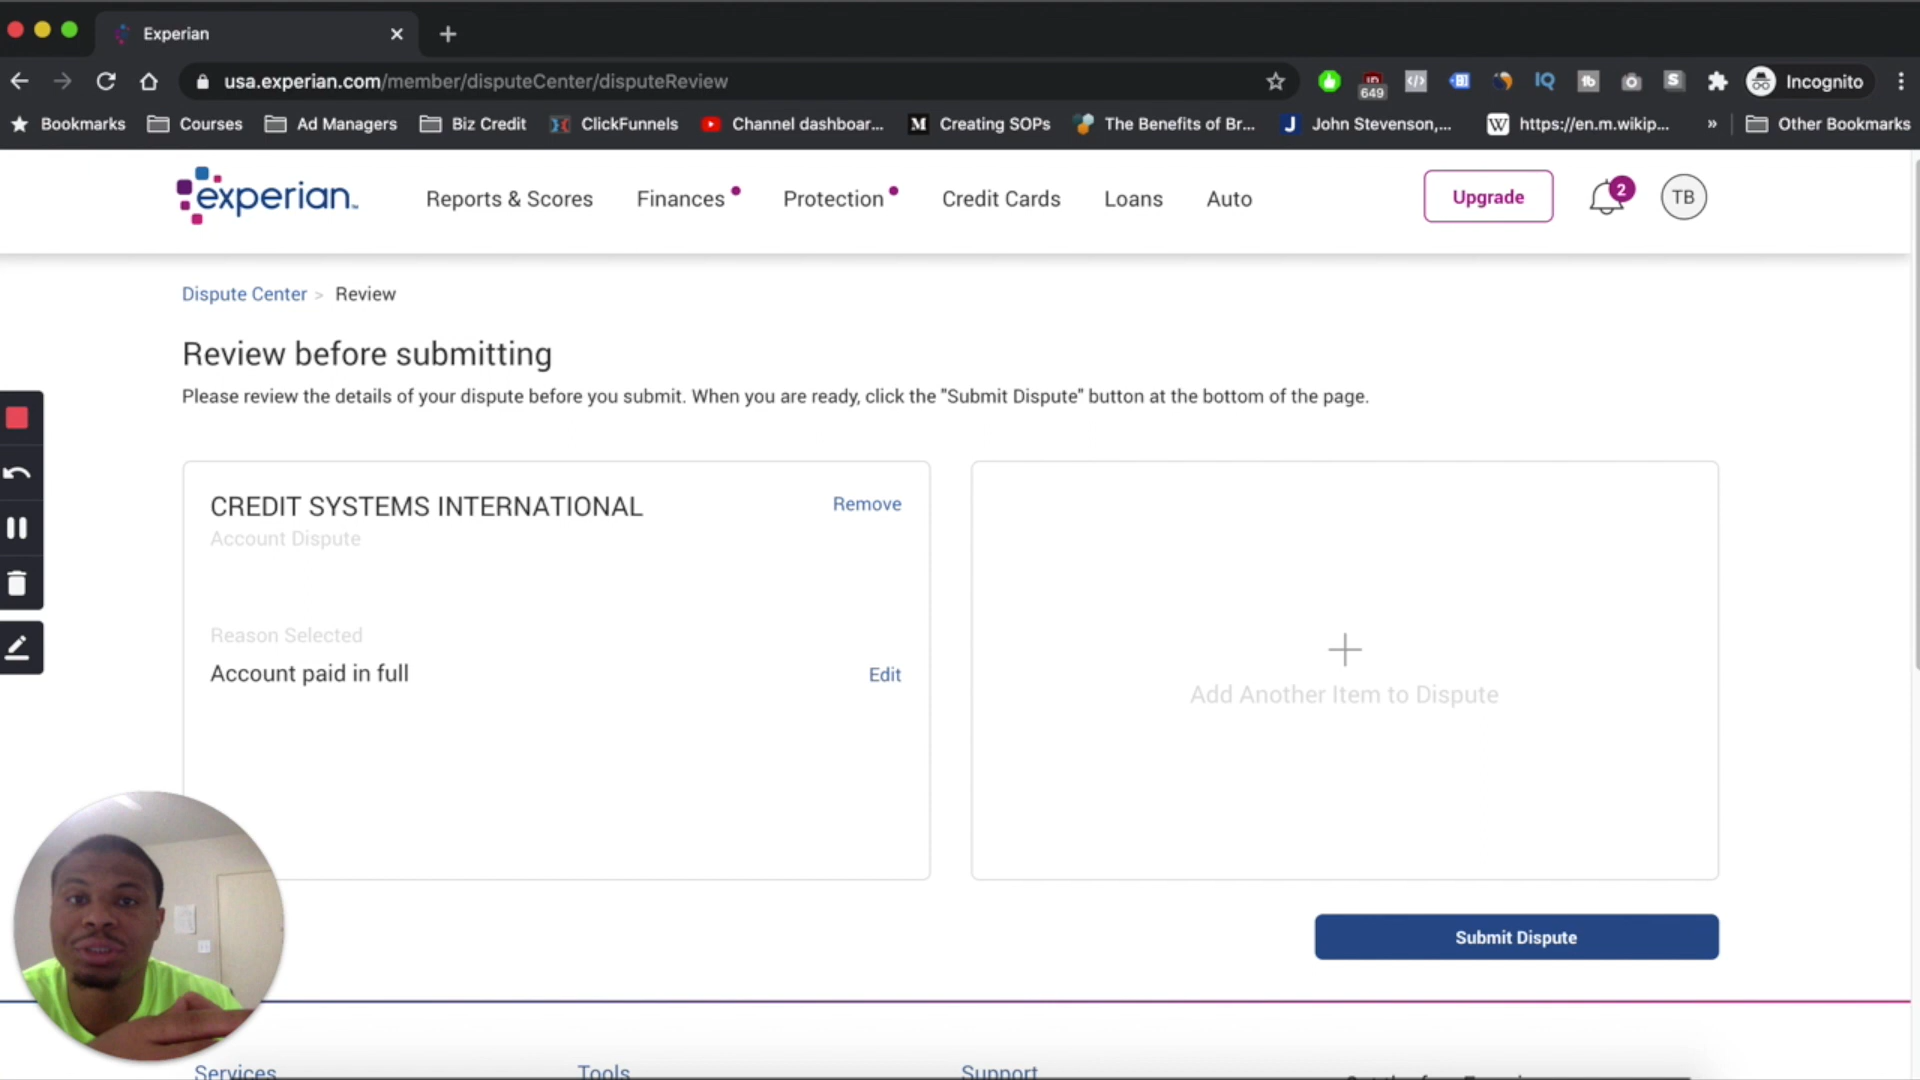 Experian
usa.experian.com/member/disputeCenter/disputeReview
649
IQ
tb
S
Incognito
Bookmarks
Courses
Ad Managers
Biz Credit
ClickFunnels
Channel dashboar...
M
Creating SOPs
The Benefits of Br...
J
John Stevenson,...
W
https://en.m.wikip...
»
Other Bookmarks
experian™
Reports & Scores
Finances
Protection
Credit Cards
Loans
Auto
Upgrade
2
TB
Dispute Center > Review
Review before submitting
Please review the details of your dispute before you submit. When you are ready, click the "Submit Dispute" button at the bottom of the page.
CREDIT SYSTEMS INTERNATIONAL
Remove
Account Dispute
Reason Selected
Account paid in full
Edit
Add Another Item to Dispute
Submit Dispute
Services
Tools
Support